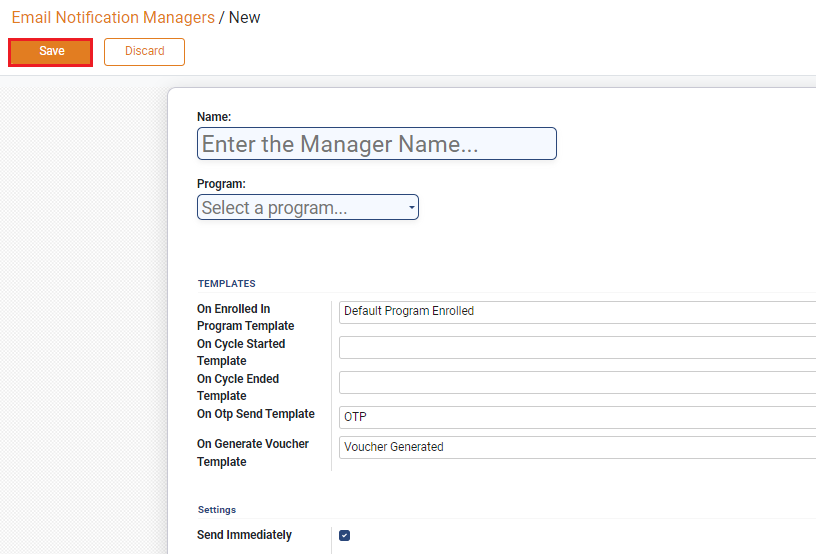 Email Notification Managers / New
Save Discard
Name:
Enter the Manager Name...
Program:
Select a program...
TEMPLATES
On Enrolled In Program Template
Default Program Enrolled
On Cycle Started Template
On Cycle Ended Template
On Otp Send Template
OTP
On Generate Voucher Template
Voucher Generated
Settings
Send Immediately